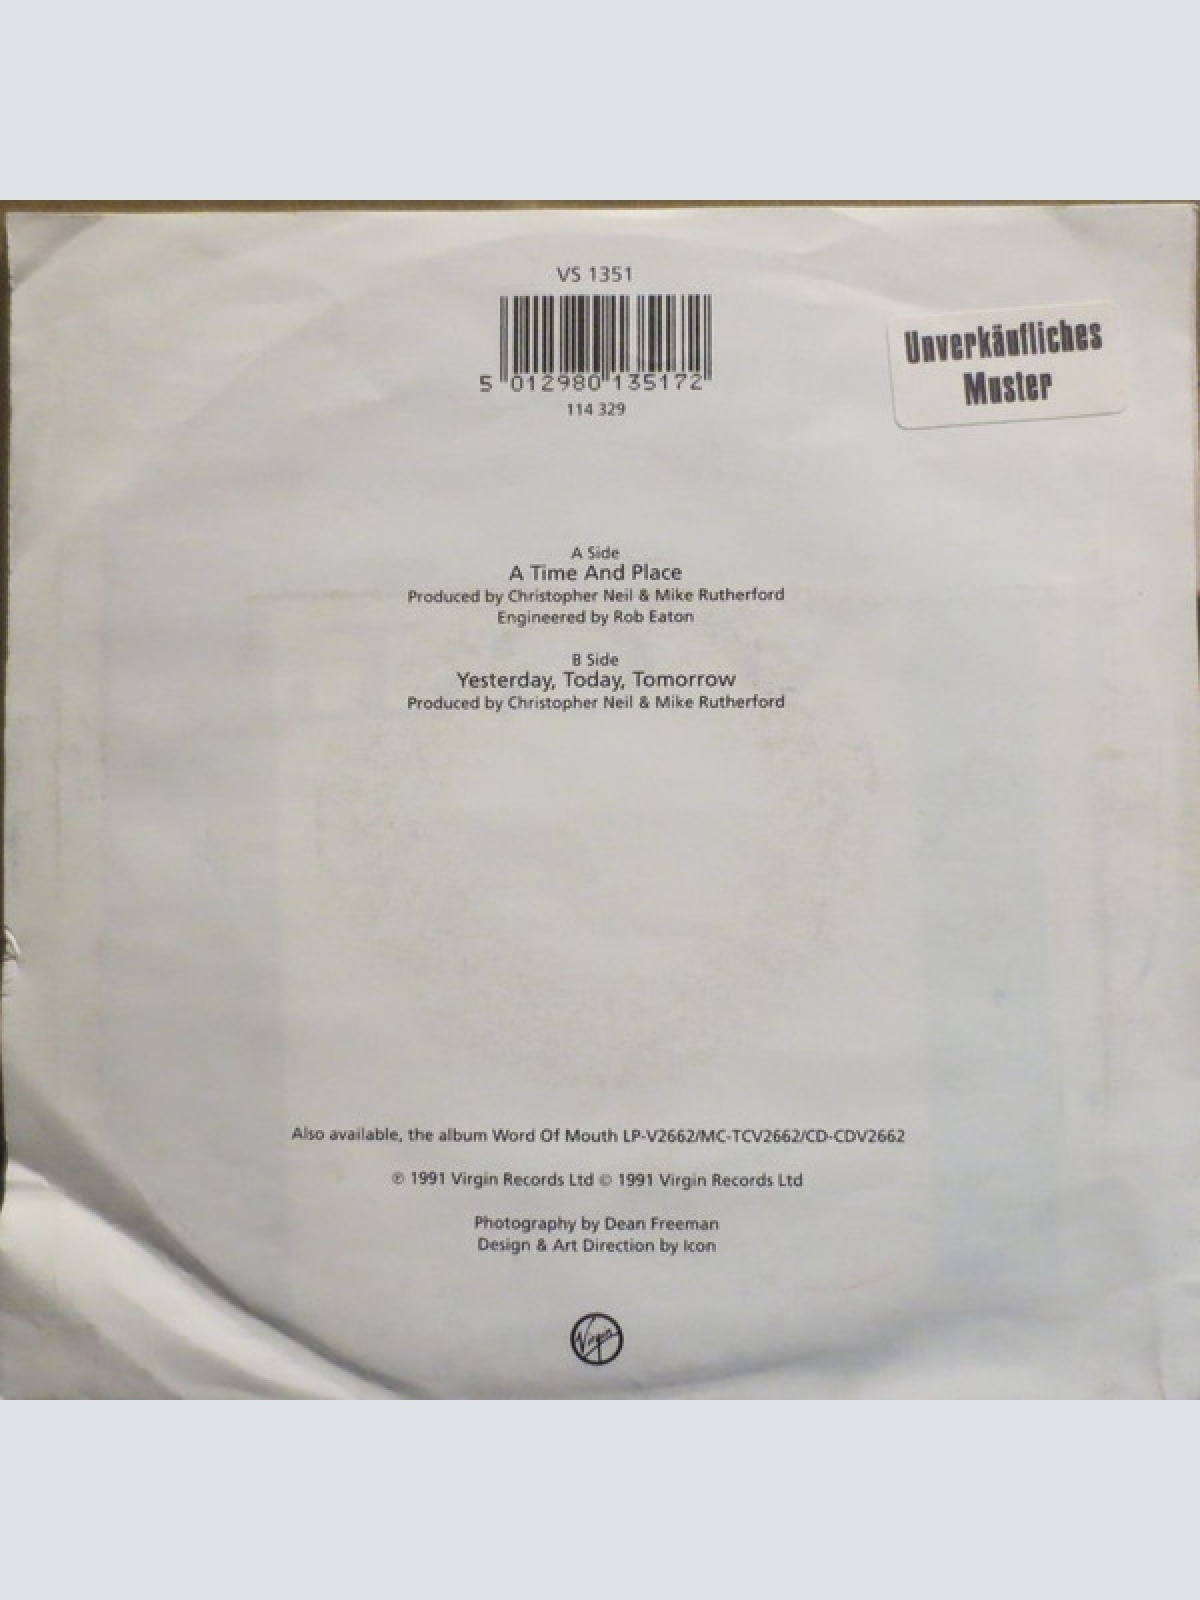 VS 1351
Unverkäufliches
Muster
5 012980 135172
114 329
A Side
A Time And Place
Produced by Christopher Neil & Mike Rutherford
Engineered by Rob Eaton
B Side
Yesterday, Today, Tomorrow
Produced by Christopher Neil & Mike Rutherford
Also available, the album Word Of Mouth LP-V2662/MC-TCV2662/CD-CDV2662
℗ 1991 Virgin Records Ltd © 1991 Virgin Records Ltd
Photography by Dean Freeman
Design & Art Direction by Icon
Virgin